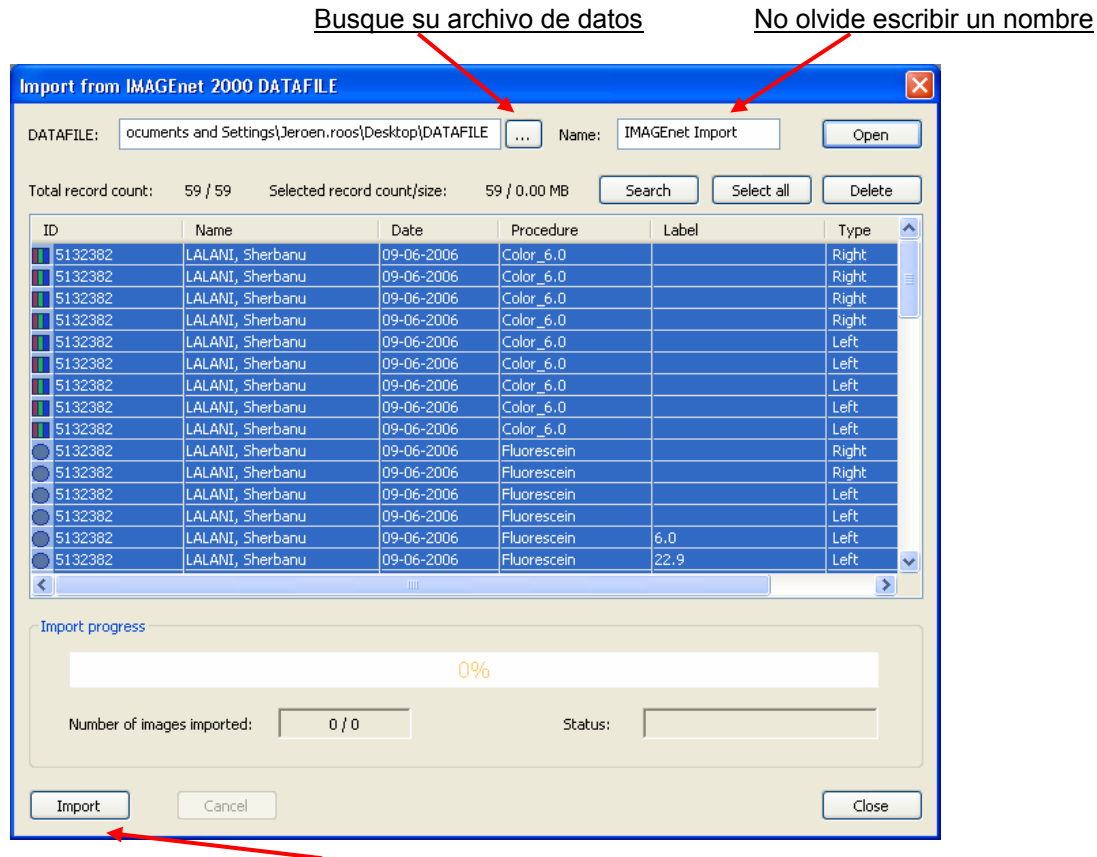 Busque su archivo de datos No olvide escribir un nombre
Import from IMAGEnet 2000 DATAFILE
DATAFILE: ocuments and Settings\Jeroen.roos\Desktop\DATAFILE ... Name: IMAGEnet Import Open
Total record count: 59 / 59 Selected record count/size: 59 / 0.00 MB Search Select all Delete
ID Name Date Procedure Label Type
5132382 LALANI, Sherbanu 09-06-2006 Color_6.0 Right
5132382 LALANI, Sherbanu 09-06-2006 Color_6.0 Right
5132382 LALANI, Sherbanu 09-06-2006 Color_6.0 Right
5132382 LALANI, Sherbanu 09-06-2006 Color_6.0 Right
5132382 LALANI, Sherbanu 09-06-2006 Color_6.0 Left
5132382 LALANI, Sherbanu 09-06-2006 Color_6.0 Left
5132382 LALANI, Sherbanu 09-06-2006 Color_6.0 Left
5132382 LALANI, Sherbanu 09-06-2006 Color_6.0 Left
5132382 LALANI, Sherbanu 09-06-2006 Color_6.0 Left
5132382 LALANI, Sherbanu 09-06-2006 Fluorescein Right
5132382 LALANI, Sherbanu 09-06-2006 Fluorescein Right
5132382 LALANI, Sherbanu 09-06-2006 Fluorescein Left
5132382 LALANI, Sherbanu 09-06-2006 Fluorescein Left
5132382 LALANI, Sherbanu 09-06-2006 Fluorescein 6.0 Left
5132382 LALANI, Sherbanu 09-06-2006 Fluorescein 22.9 Left
Import progress
0%
Number of images imported: 0 / 0 Status:
Import Cancel Close